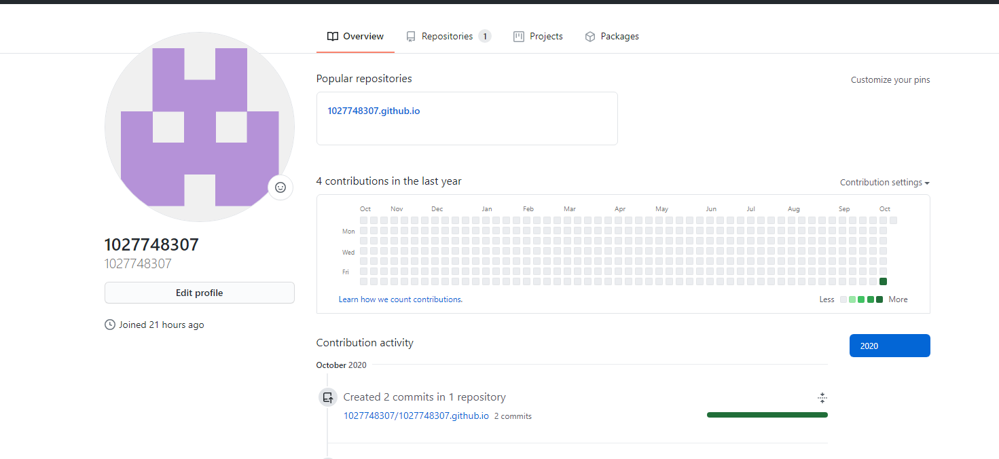 Overview Repositories 1 Projects Packages
Popular repositories Customize your pins
1027748307.github.io
4 contributions in the last year Contribution settings
Oct Nov Dec Jan Feb Mar Apr May Jun Jul Aug Sep Oct
Mon
Wed
Fri
Learn how we count contributions. Less More
1027748307
1027748307
Edit profile
Joined 21 hours ago
Contribution activity 2020
October 2020
Created 2 commits in 1 repository
1027748307/1027748307.github.io 2 commits